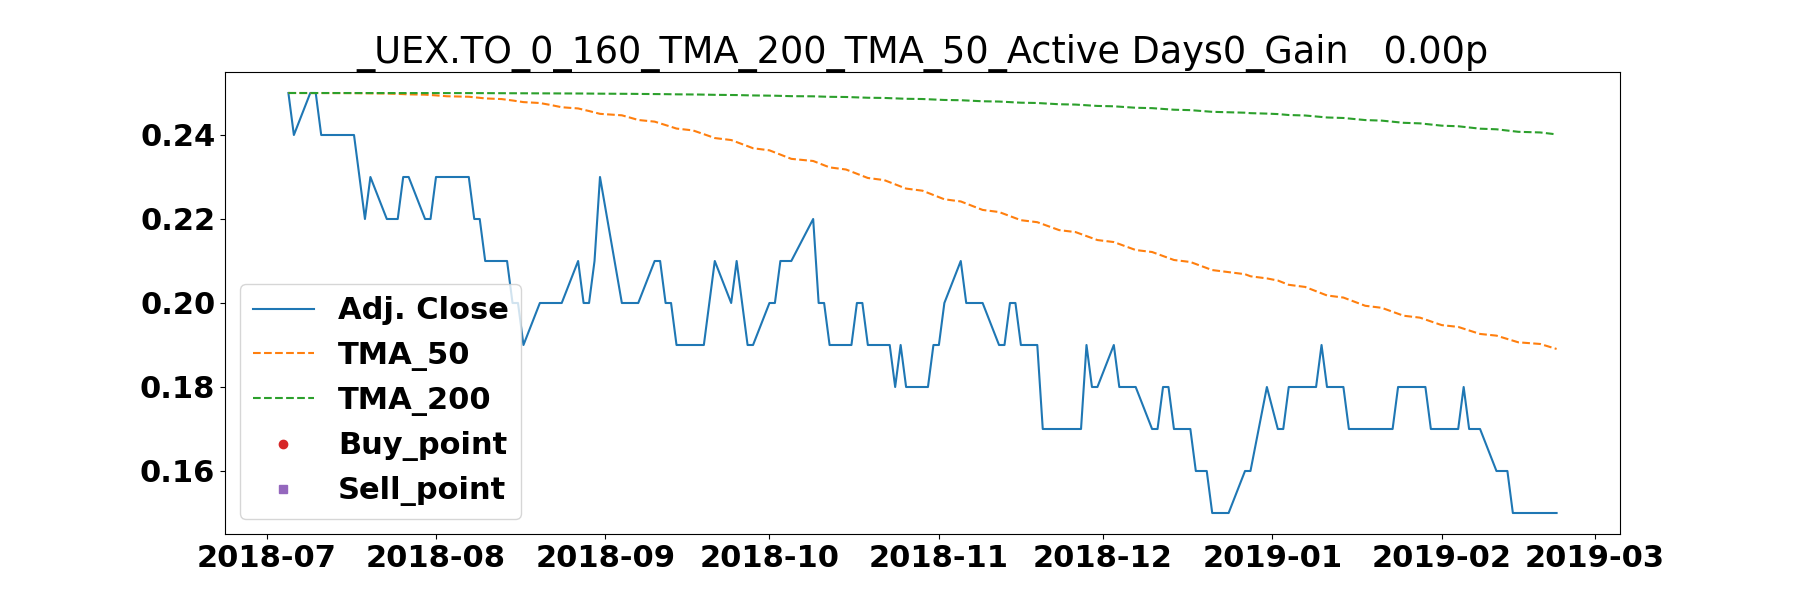 _UEX.TO_0_160_TMA_200_TMA_50_Active Days0_Gain   0.00p
0.24
0.22
0.20
0.18
0.16
Adj. Close
TMA_50
TMA_200
Buy_point
Sell_point
2018-07 2018-08 2018-09 2018-10 2018-11 2018-12 2019-01 2019-02 2019-03